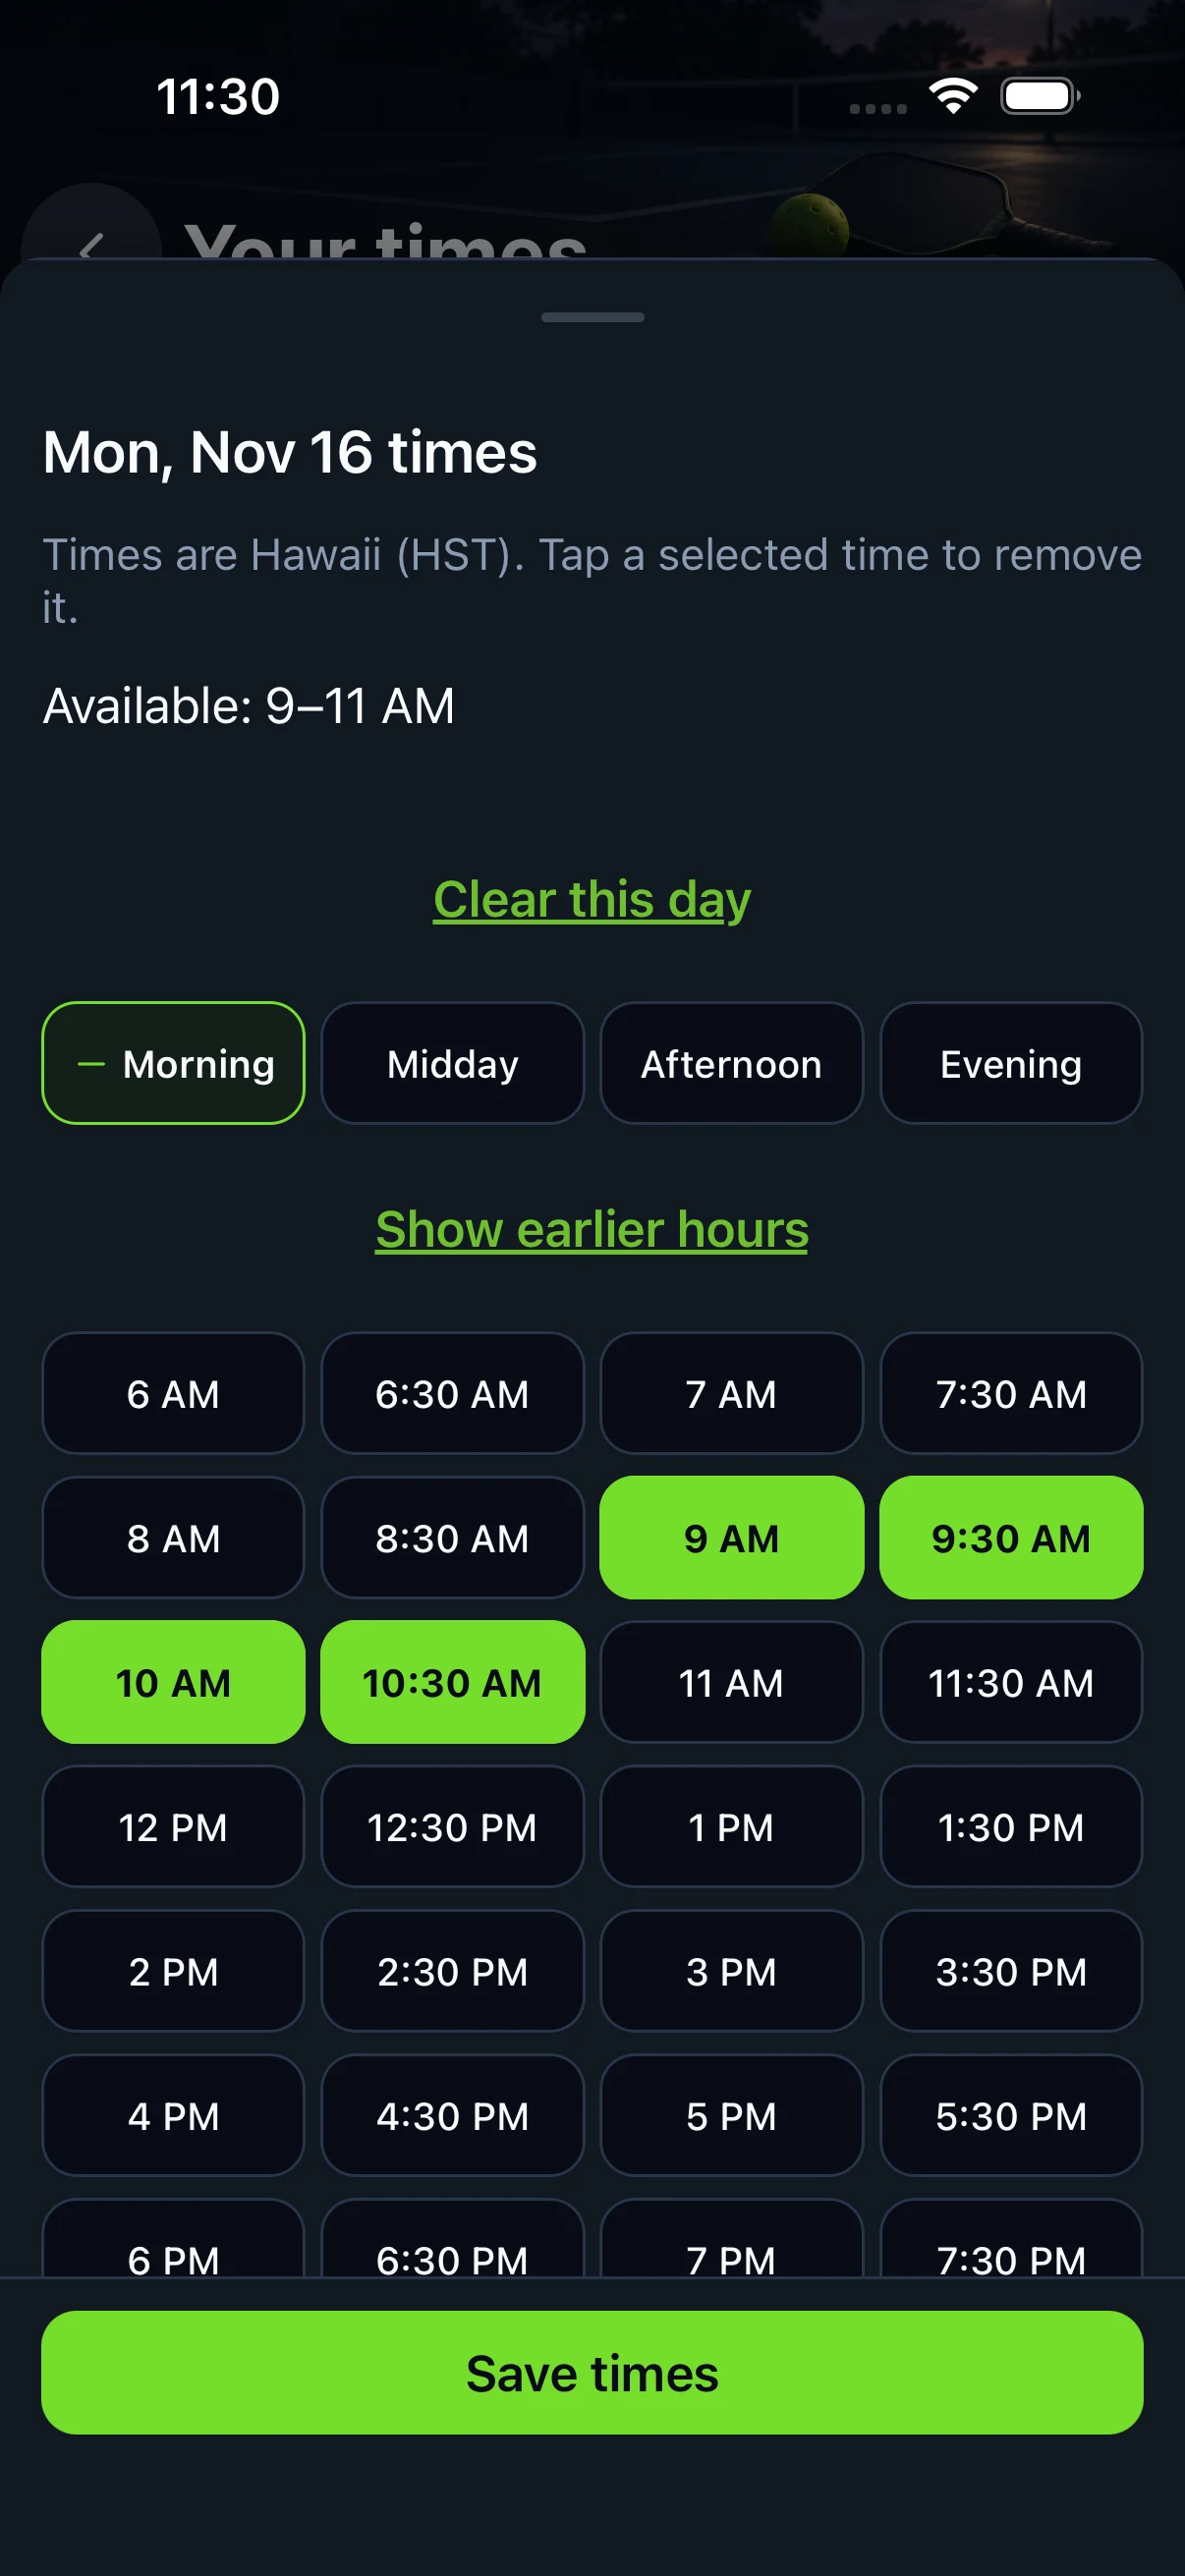 11:30
Your times
Mon, Nov 16 times
Times are Hawaii (HST). Tap a selected time to remove
it.
Available: 9–11 AM
Clear this day
Morning Midday Afternoon Evening
Show earlier hours
6 AM 6:30 AM 7 AM 7:30 AM
8 AM 8:30 AM 9 AM 9:30 AM
10 AM 10:30 AM 11 AM 11:30 AM
12 PM 12:30 PM 1 PM 1:30 PM
2 PM 2:30 PM 3 PM 3:30 PM
4 PM 4:30 PM 5 PM 5:30 PM
6 PM 6:30 PM 7 PM 7:30 PM
Save times